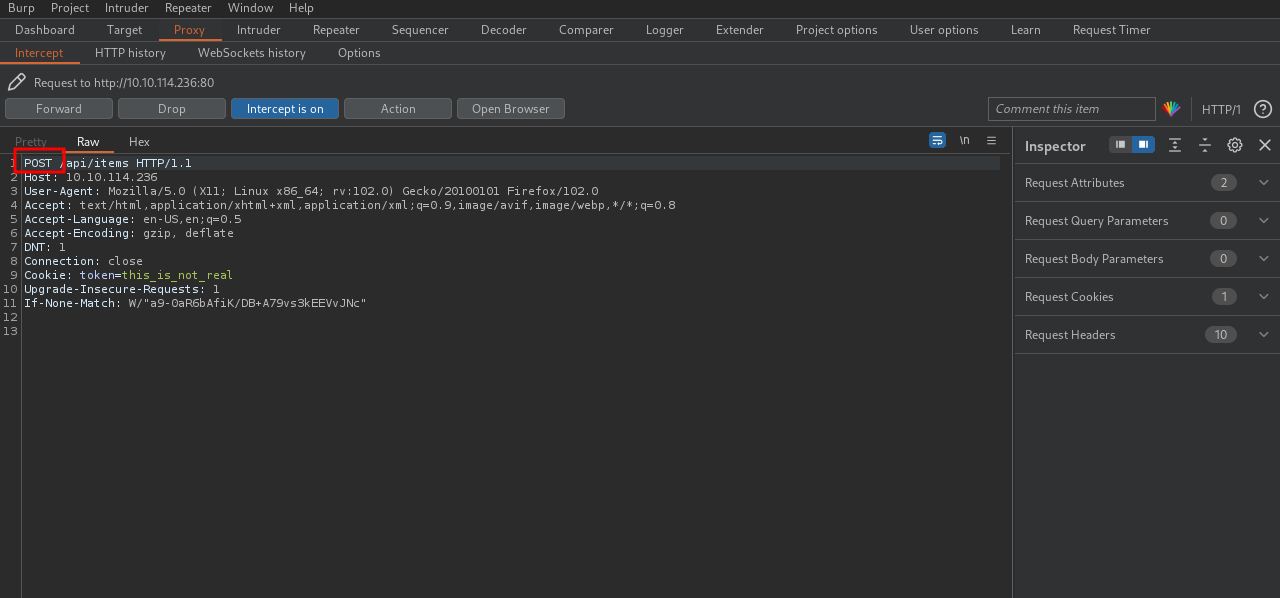 Burp Project Intruder Repeater Window Help
Dashboard Target Proxy Intruder Repeater Sequencer Decoder Comparer Logger Extender Project options User options Learn Request Timer
Intercept HTTP history WebSockets history Options
Request to http://10.10.114.236:80
Forward Drop Intercept is on Action Open Browser Comment this item HTTP/1 ?
Pretty Raw Hex \n
Inspector
1 POST /api/items HTTP/1.1
2 Host: 10.10.114.236
3 User-Agent: Mozilla/5.0 (X11; Linux x86_64; rv:102.0) Gecko/20100101 Firefox/102.0
4 Accept: text/html,application/xhtml+xml,application/xml;q=0.9,image/avif,image/webp,*/*;q=0.8
5 Accept-Language: en-US,en;q=0.5
6 Accept-Encoding: gzip, deflate
7 DNT: 1
8 Connection: close
9 Cookie: token=this_is_not_real
10 Upgrade-Insecure-Requests: 1
11 If-None-Match: W/"a9-0aR6bAfiK/DB+A79vs3kEEVvJNc"
12
13
Request Attributes 2
Request Query Parameters 0
Request Body Parameters 0
Request Cookies 1
Request Headers 10